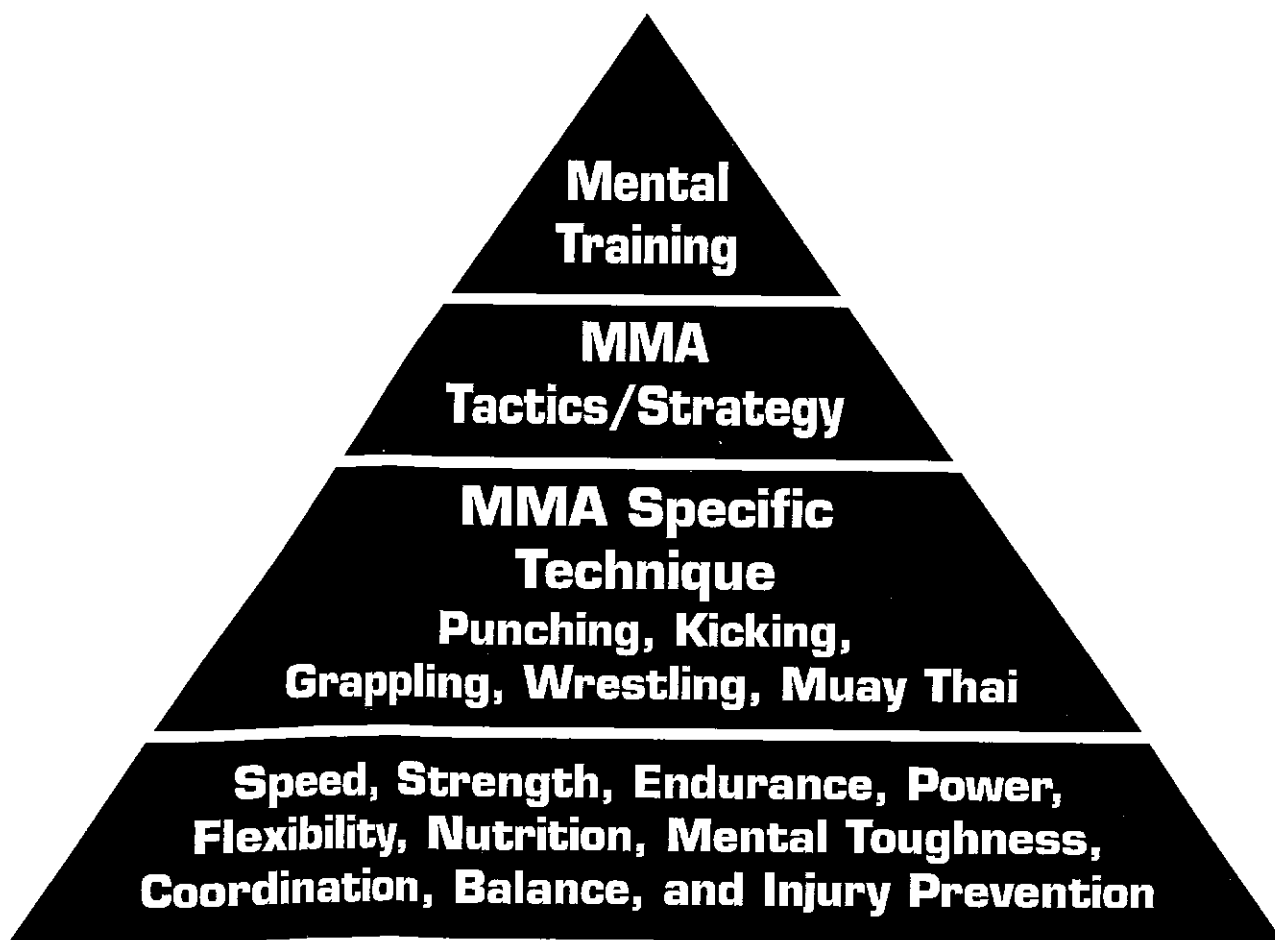 Mental
Training
MMA
Tactics/Strategy
MMA Specific
Technique
Punching, Kicking,
Grappling, Wrestling, Muay Thai
Speed, Strength, Endurance, Power,
Flexibility, Nutrition, Mental Toughness,
Coordination, Balance, and Injury Prevention